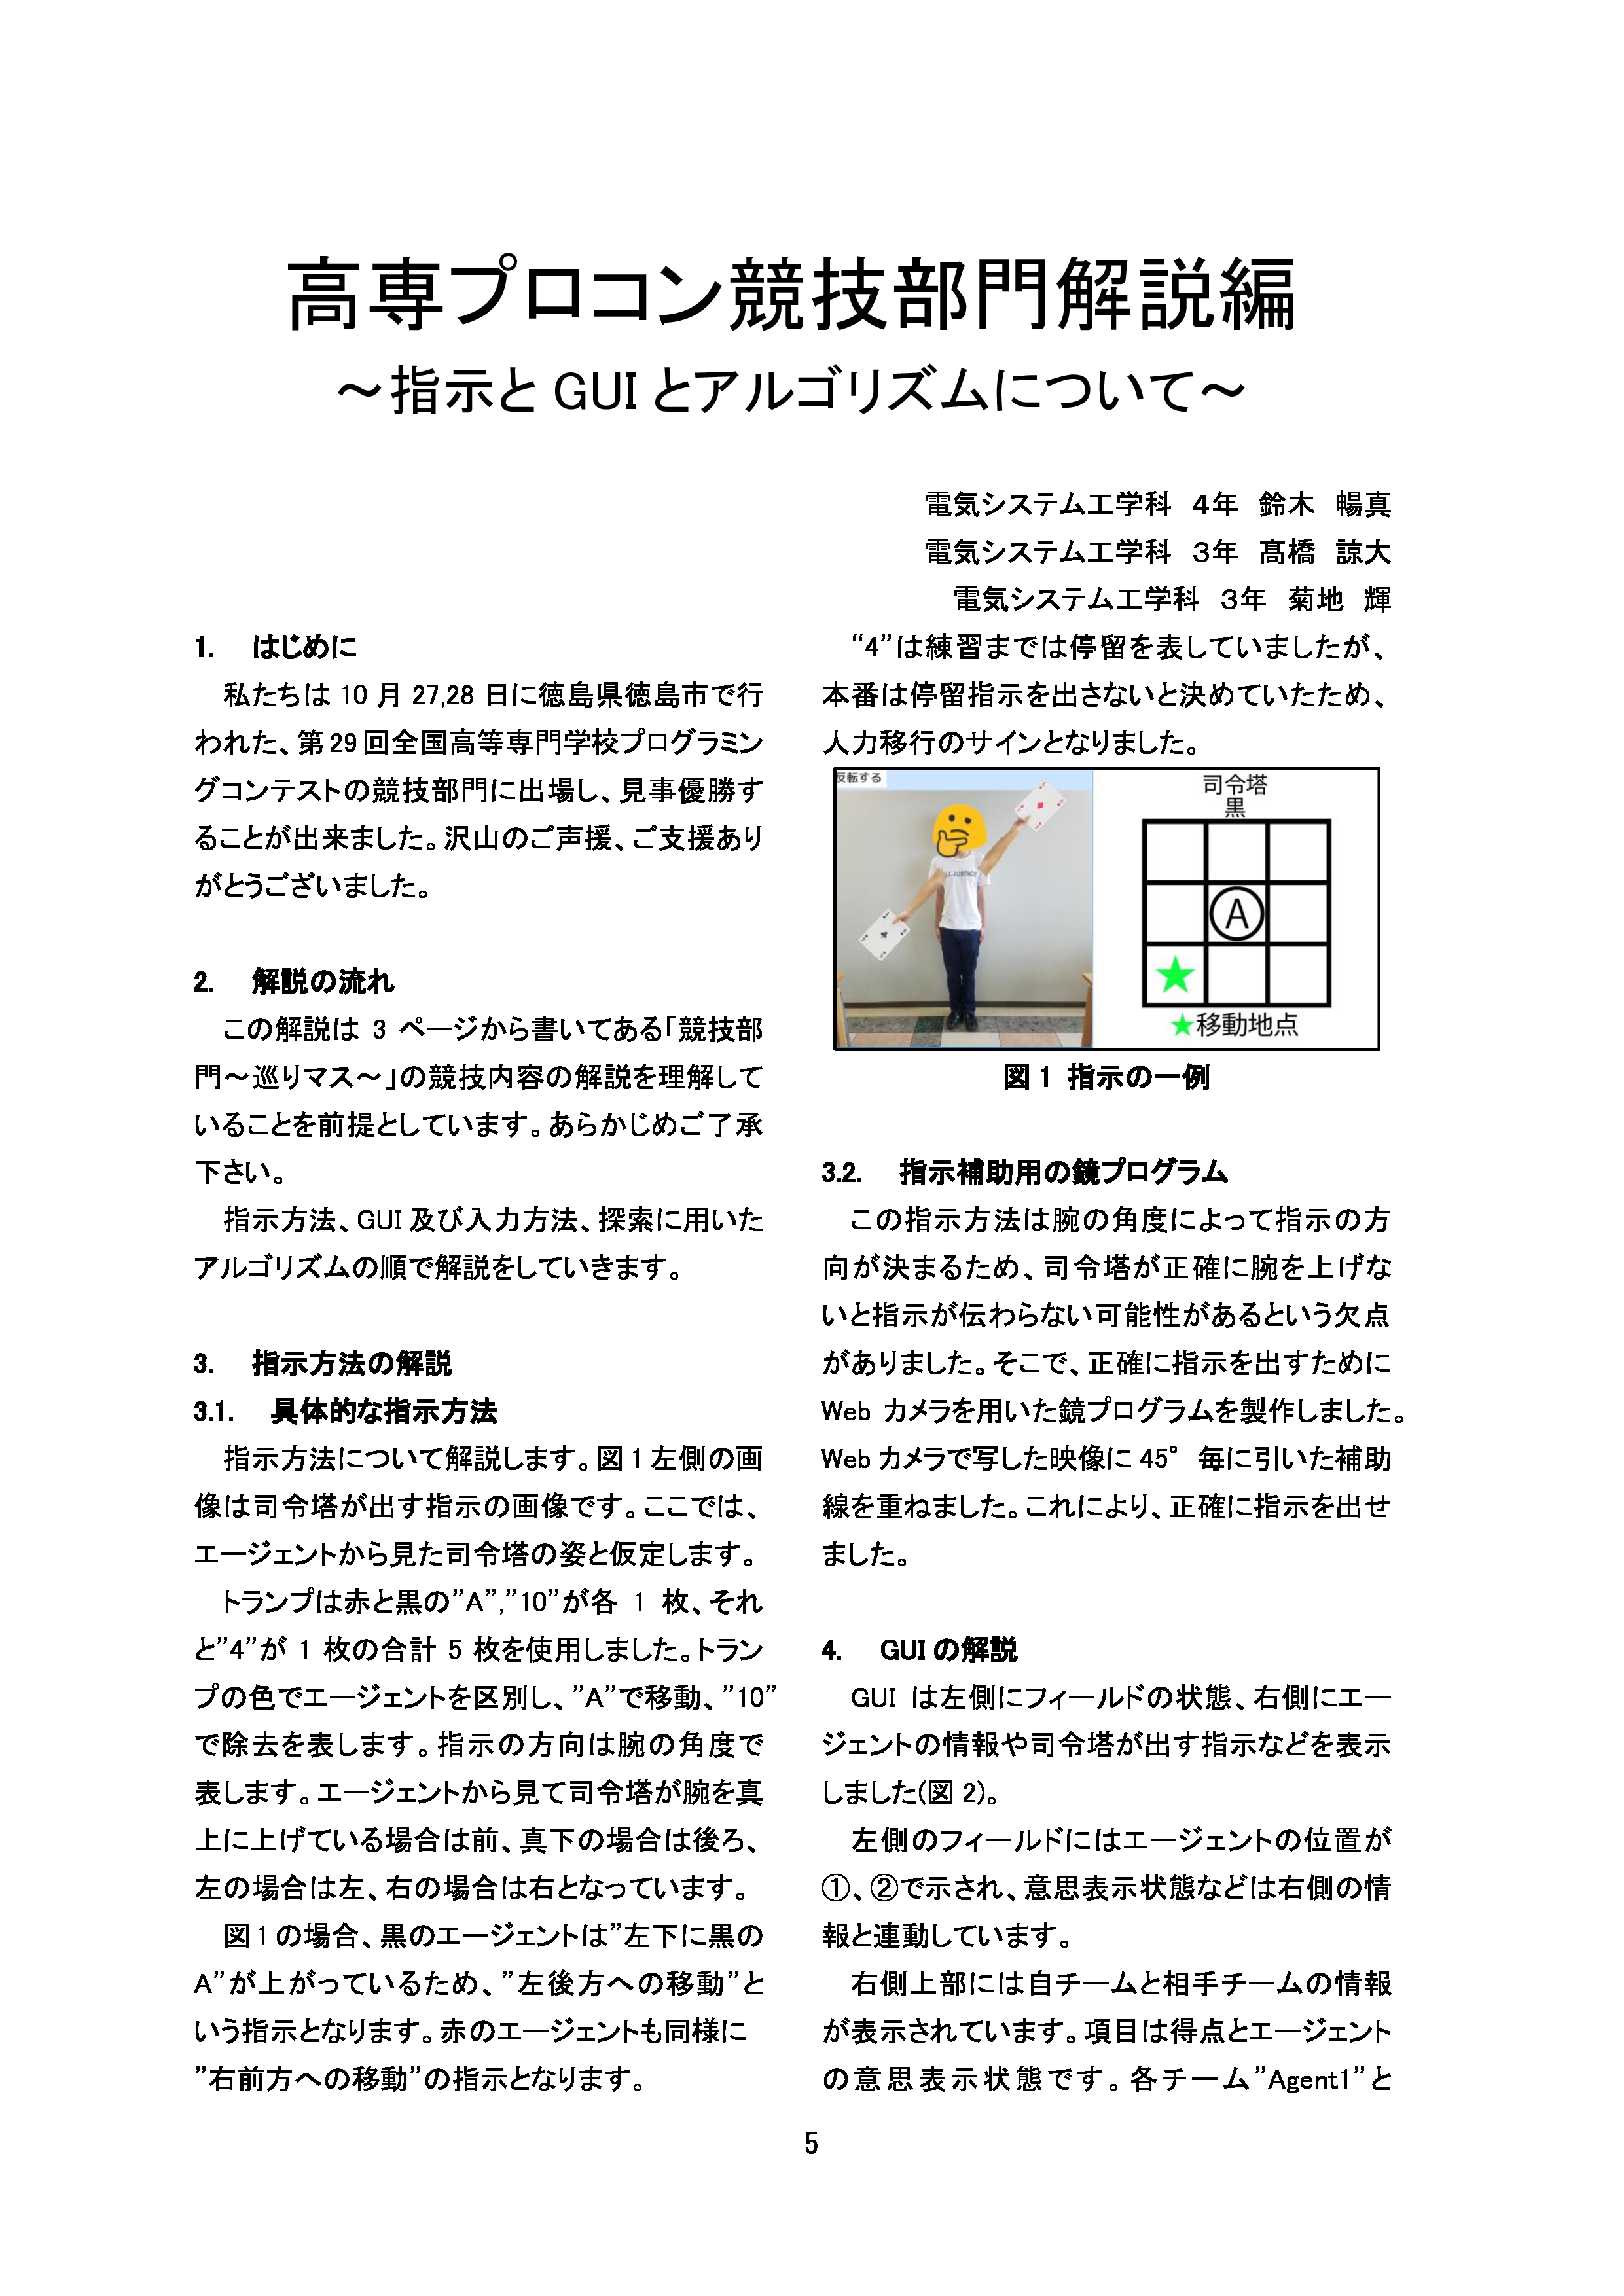 高専プロコン競技部門解説編
～指示と GUI とアルゴリズムについて～
電気システム工学科 4年 鈴木 暢真
電気システム工学科 3年 髙橋 諒大
電気システム工学科 3年 菊地 輝
1. はじめに
私たちは 10 月 27,28 日に徳島県徳島市で行
われた、第 29 回全国高等専門学校プログラミン
グコンテストの競技部門に出場し、見事優勝す
ることが出来ました。沢山のご声援、ご支援あり
がとうございました。
2. 解説の流れ
この解説は 3 ページから書いてある「競技部
門～巡りマス～」の競技内容の解説を理解して
いることを前提としています。あらかじめご了承
下さい。
指示方法、GUI 及び入力方法、探索に用いた
アルゴリズムの順で解説をしていきます。
3. 指示方法の解説
3.1. 具体的な指示方法
指示方法について解説します。図 1 左側の画
像は司令塔が出す指示の画像です。ここでは、
エージェントから見た司令塔の姿と仮定します。
トランプは赤と黒の”A”,”10”が各 1 枚、それ
と”4”が 1 枚の合計 5 枚を使用しました。トラン
プの色でエージェントを区別し、”A”で移動、”10”
で除去を表します。指示の方向は腕の角度で
表します。エージェントから見て司令塔が腕を真
上に上げている場合は前、真下の場合は後ろ、
左の場合は左、右の場合は右となっています。
図 1 の場合、黒のエージェントは”左下に黒の
A”が上がっているため、”左後方への移動”と
いう指示となります。赤のエージェントも同様に
”右前方への移動”の指示となります。
“4”は練習までは停留を表していましたが、
本番は停留指示を出さないと決めていたため、
人力移行のサインとなりました。
反転する
司令塔
黒
A
★移動地点
図 1 指示の一例
3.2. 指示補助用の鏡プログラム
この指示方法は腕の角度によって指示の方
向が決まるため、司令塔が正確に腕を上げな
いと指示が伝わらない可能性があるという欠点
がありました。そこで、正確に指示を出すために
Web カメラを用いた鏡プログラムを製作しました。
Web カメラで写した映像に 45° 毎に引いた補助
線を重ねました。これにより、正確に指示を出せ
ました。
4. GUI の解説
GUI は左側にフィールドの状態、右側にエー
ジェントの情報や司令塔が出す指示などを表示
しました(図 2)。
左側のフィールドにはエージェントの位置が
①、②で示され、意思表示状態などは右側の情
報と連動しています。
右側上部には自チームと相手チームの情報
が表示されています。項目は得点とエージェント
の意思表示状態です。各チーム”Agent1”と
5